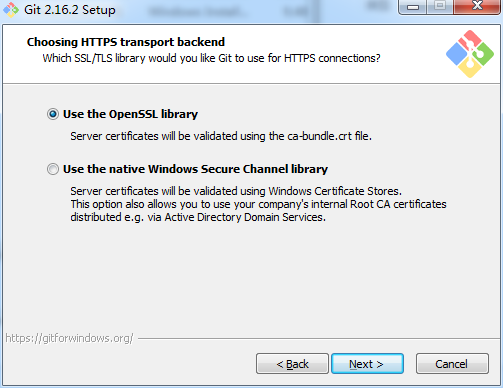 Git 2.16.2 Setup
Choosing HTTPS transport backend
Which SSL/TLS library would you like Git to use for HTTPS connections?
Use the OpenSSL library
Server certificates will be validated using the ca-bundle.crt file.
Use the native Windows Secure Channel library
Server certificates will be validated using Windows Certificate Stores.
This option also allows you to use your company's internal Root CA certificates
distributed e.g. via Active Directory Domain Services.
https://gitforwindows.org/
< Back
Next >
Cancel